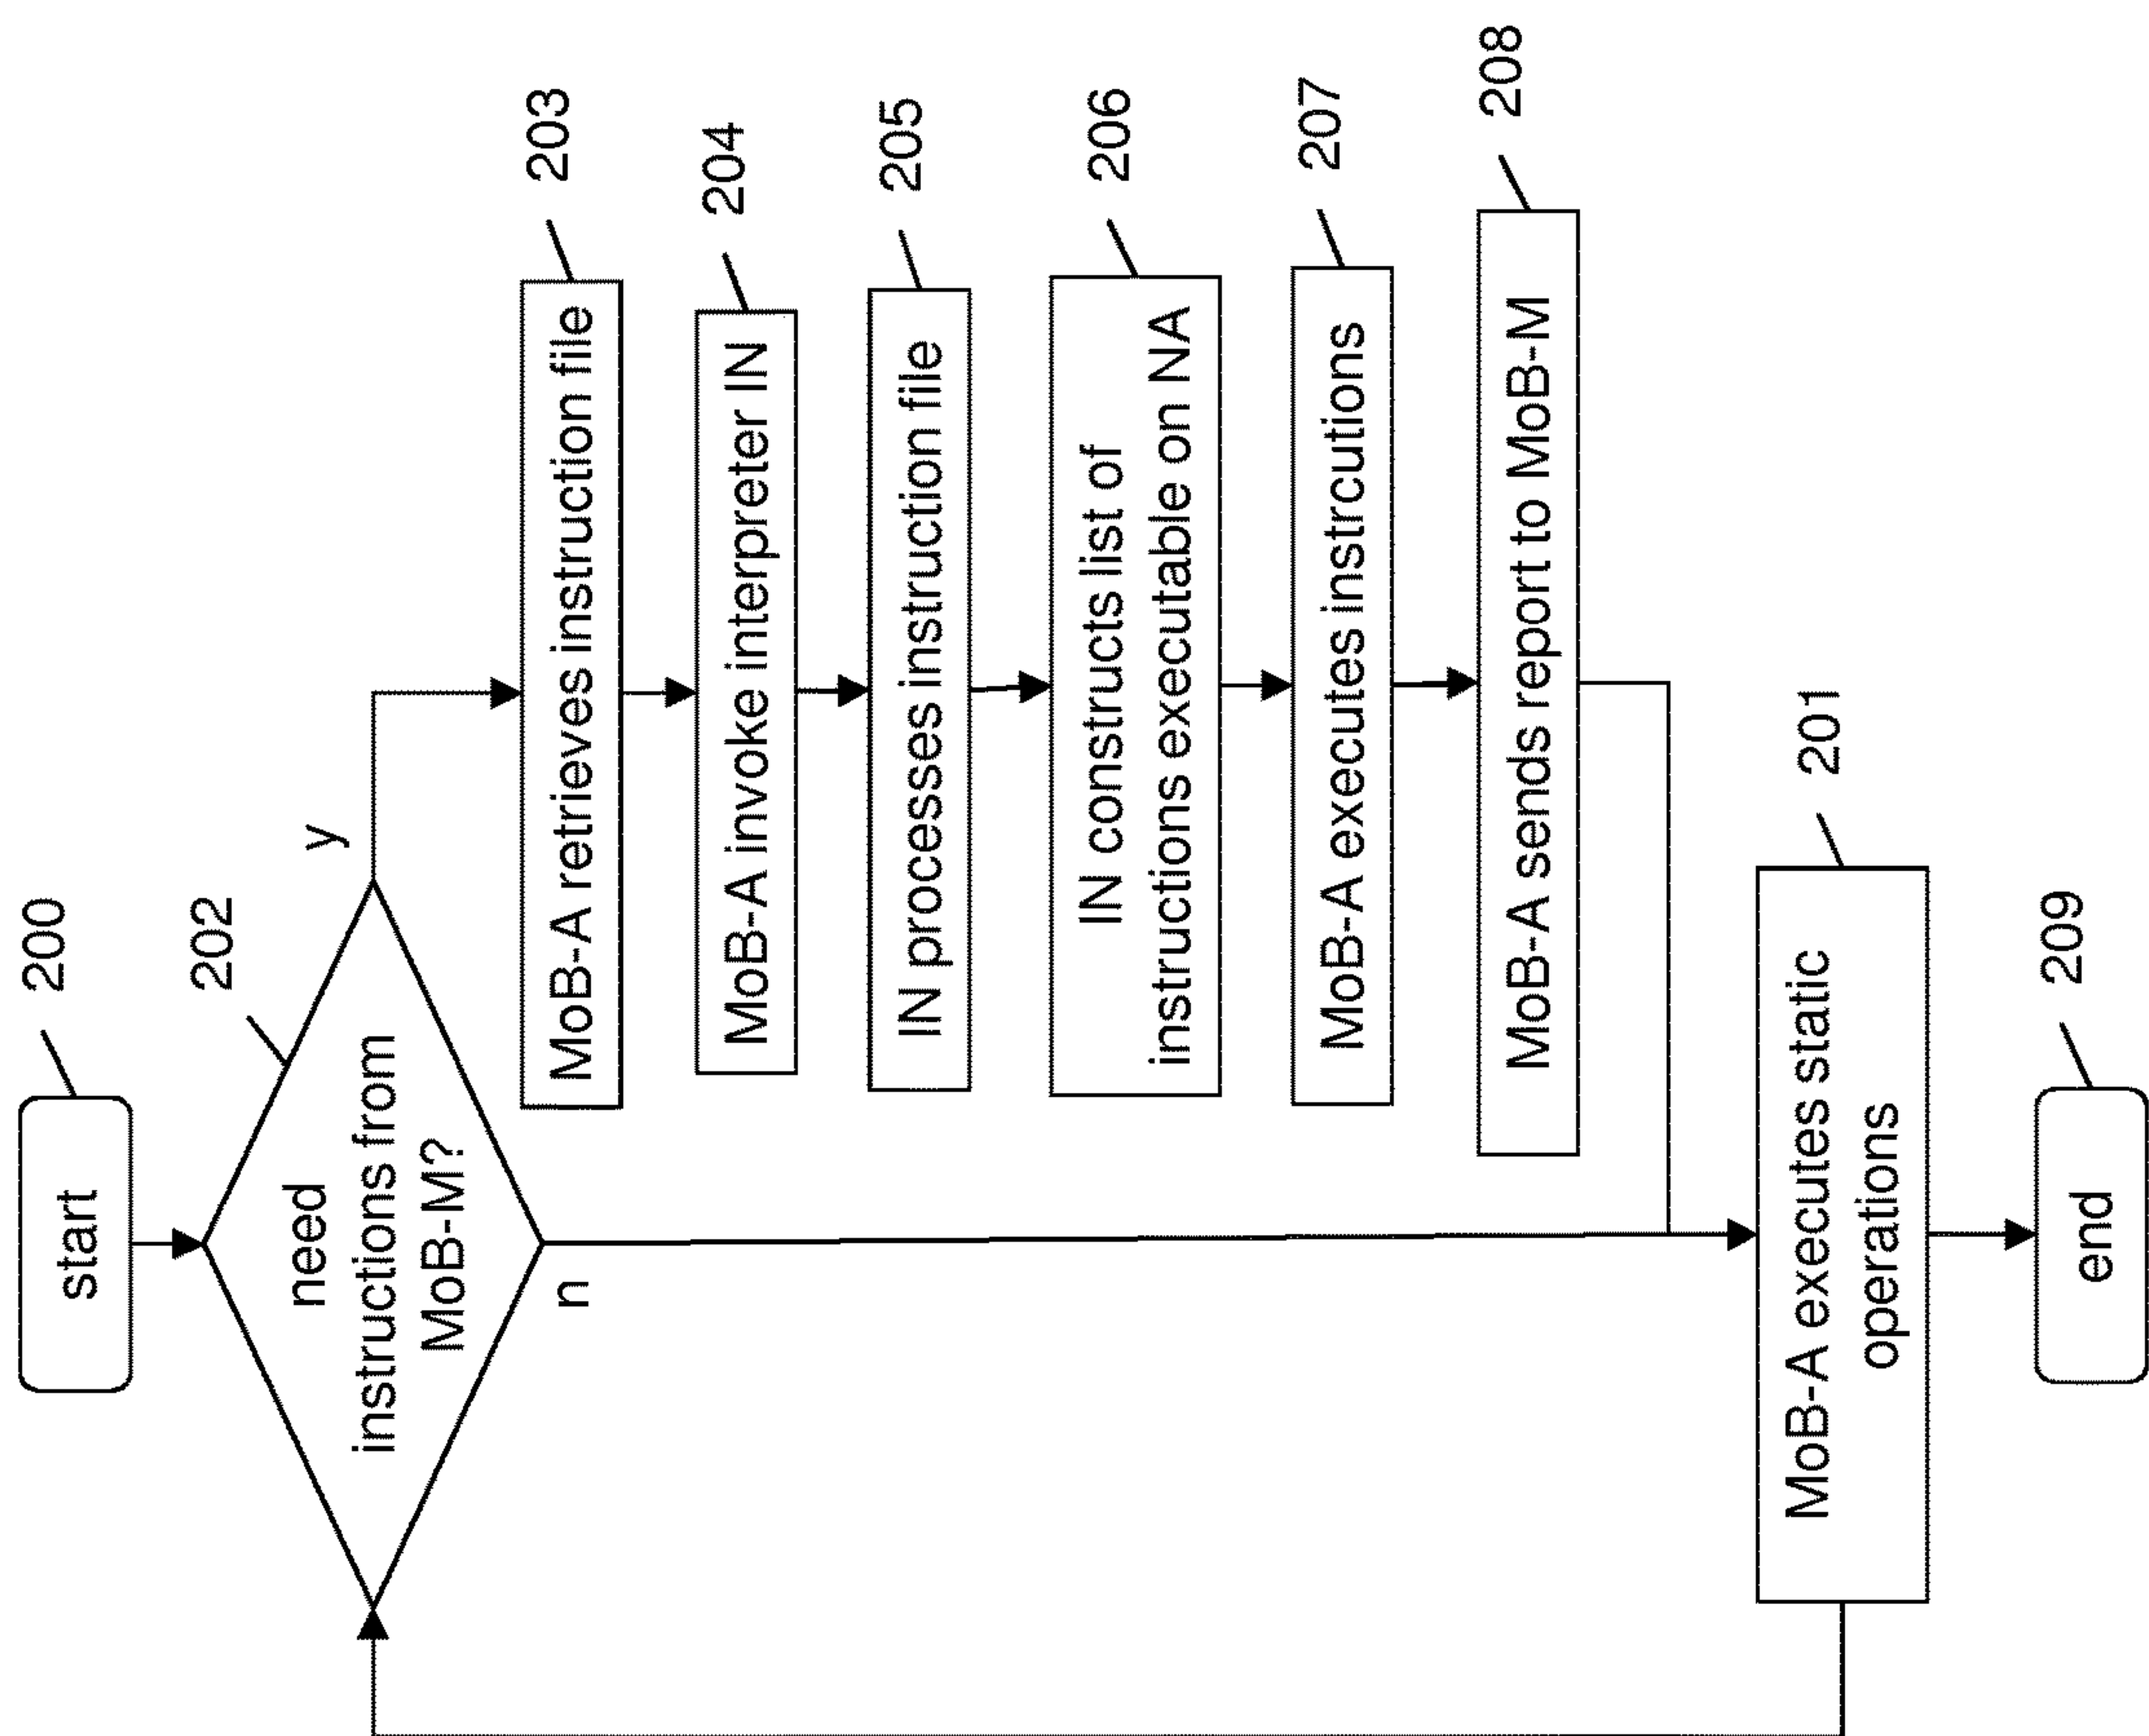 start
200
202
need
instructions from
MoB-M?
y
n
MoB-A retrieves instruction file
203
MoB-A invoke interpreter IN
204
IN processes instruction file
205
IN constructs list of
instructions executable on NA
206
MoB-A executes instrcutions
207
MoB-A sends report to MoB-M
208
MoB-A executes static
operations
201
end
209